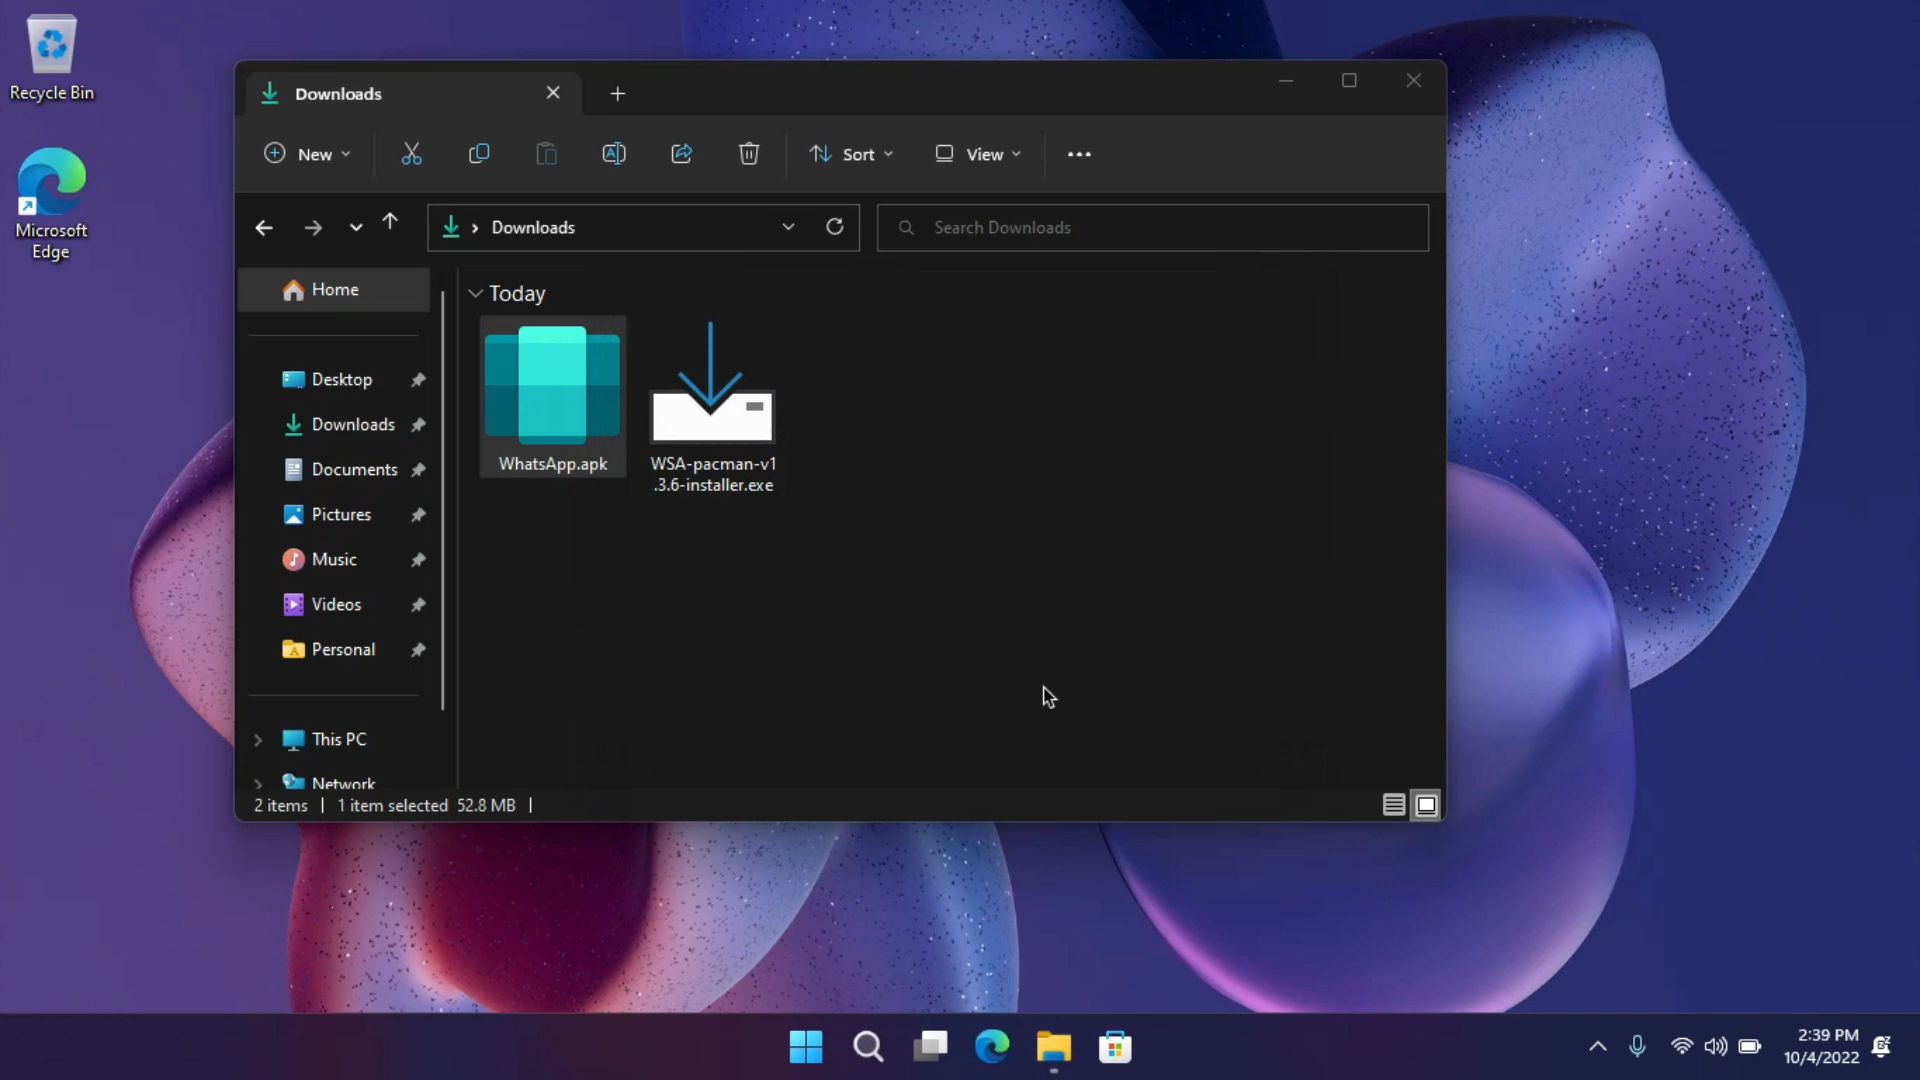 Recycle Bin
Microsoft
Edge
Downloads
New
Sort
View
Downloads
Search Downloads
Home
Desktop
Downloads
Documents
Pictures
Music
Videos
Personal
This PC
Network
Today
WhatsApp.apk
WSA-pacman-v1
.3.6-installer.exe
2 items | 1 item selected 52.8 MB |
2:39 PM
10/4/2022